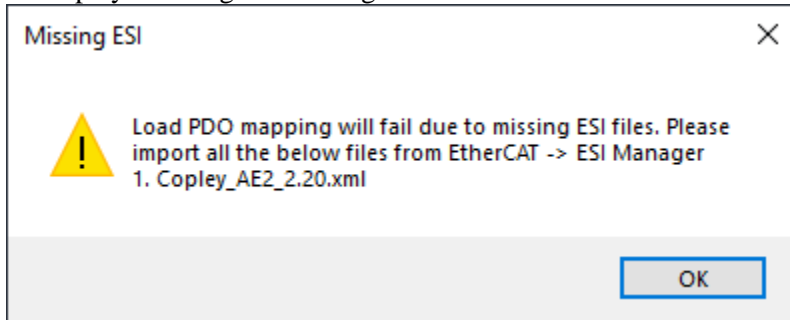 Missing ESI
Load PDO mapping will fail due to missing ESI files. Please
import all the below files from EtherCAT -> ESI Manager
1. Copley_AE2_2.20.xml
OK